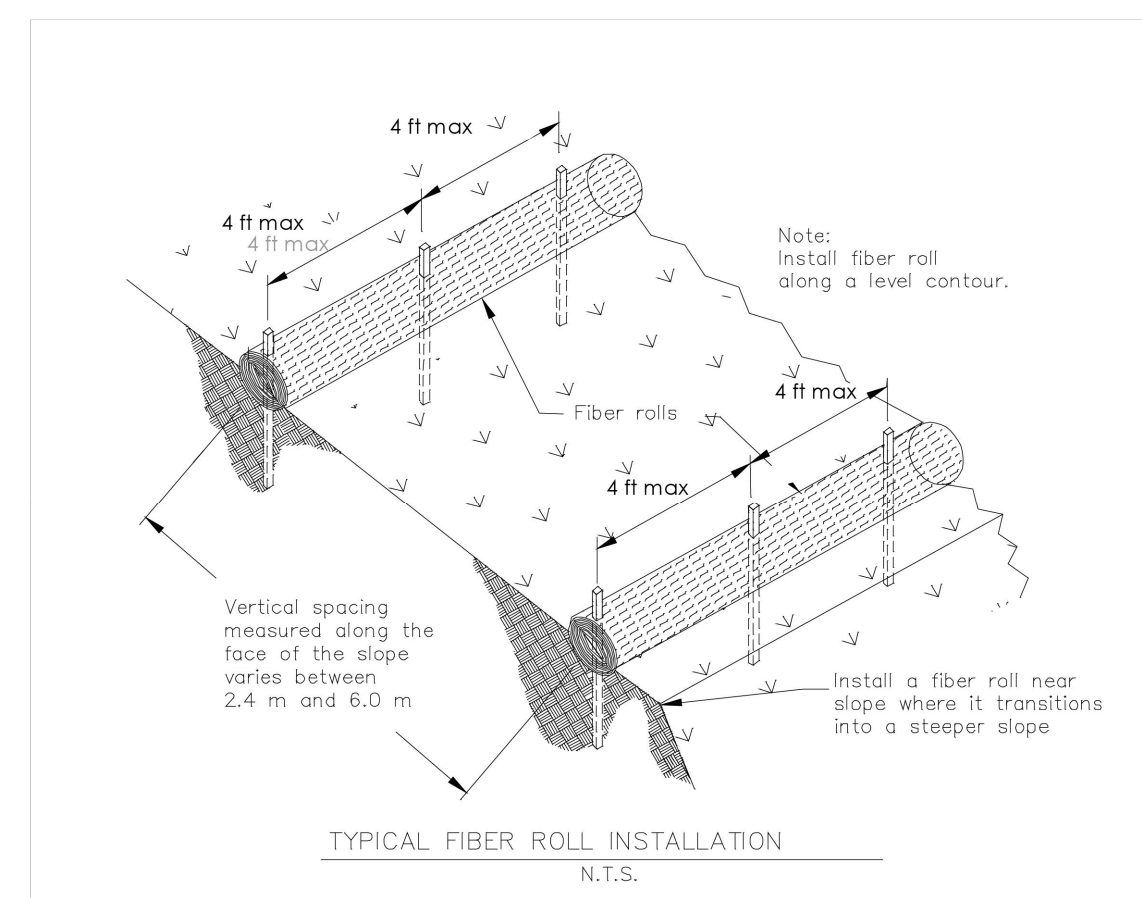 4 ft max
4 ft max
4 ft max
Note:
Install fiber roll
along a level contour.
4 ft max
Fiber rolls
4 ft max
Vertical spacing
measured along the
face of the slope
varies between
2.4 m and 6.0 m
Install a fiber roll near
slope where it transitions
into a steeper slope
TYPICAL FIBER ROLL INSTALLATION
N.T.S.